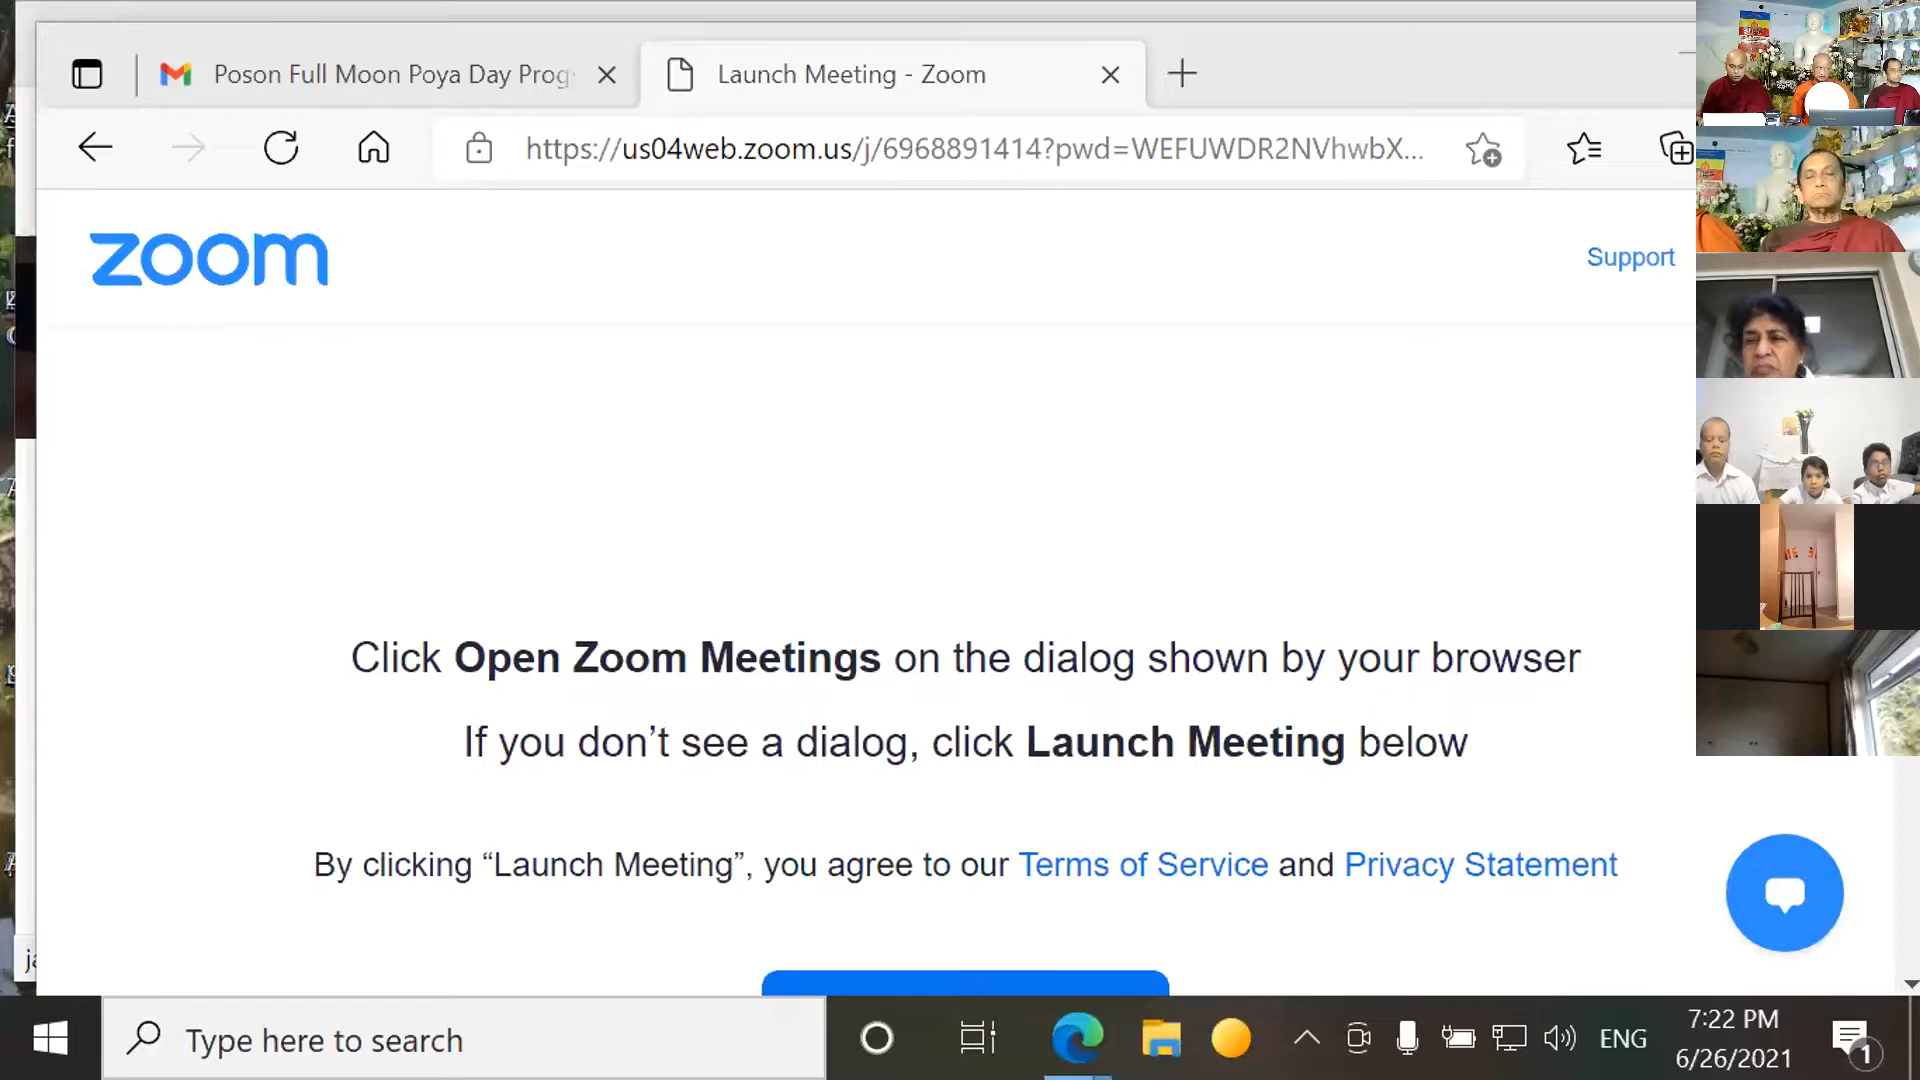 Poson Full Moon Poya Day Prog
Launch Meeting - Zoom
https://us04web.zoom.us/j/6968891414?pwd=WEFUWDR2NVhwbX...
zoom
Support
Click Open Zoom Meetings on the dialog shown by your browser
If you don’t see a dialog, click Launch Meeting below
By clicking “Launch Meeting”, you agree to our Terms of Service and Privacy Statement
Type here to search
ENG
7:22 PM
6/26/2021
1